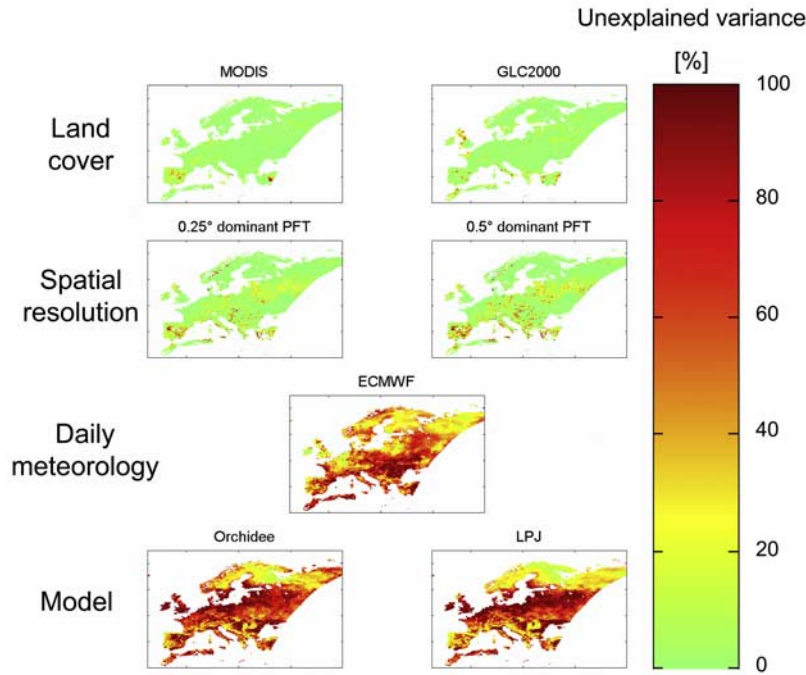 Unexplained variance
[%]
MODIS
GLC2000
100
Land
cover
80
0.25° dominant PFT
0.5° dominant PFT
Spatial
resolution
60
ECMWF
Daily
meteorology
40
Orchidee
LPJ
20
Model
0